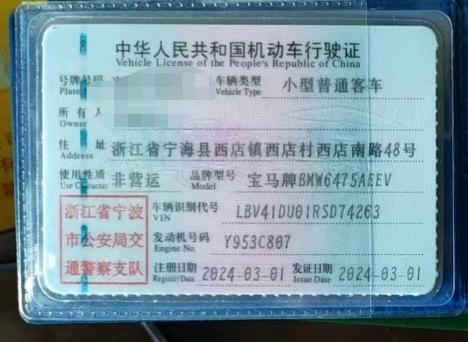 中华人民共和国机动车行驶证
Vehicle License of the People's Republic of China
号牌号码 车辆类型 小型普通客车
Plate Vehicle Type
所有人
Owner
住址 浙江省宁海县西店镇西店村西店南路48号
Address
使用性质 非营运 品牌型号 宝马牌BMW6475AEEV
Use Character Model
浙江省宁波
市公安局交
通警察支队
车辆识别代号 LBV41DU01RSD74263
VIN
发动机号码 Y953C807
Engine No.
注册日期 2024-03-01 发证日期 2024-03-01
Register Date Issue Date